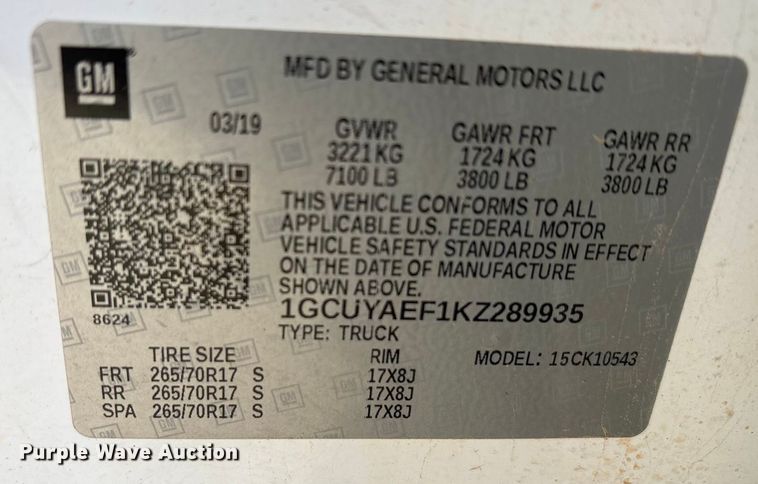 GM
MFD BY GENERAL MOTORS LLC
03/19 GVWR GAWR FRT GAWR RR
3221 KG 1724 KG 1724 KG
7100 LB 3800 LB 3800 LB
THIS VEHICLE CONFORMS TO ALL
APPLICABLE U.S. FEDERAL MOTOR
VEHICLE SAFETY STANDARDS IN EFFECT
ON THE DATE OF MANUFACTURE
SHOWN ABOVE.
8624
1GCUYAEF1KZ289935
TYPE: TRUCK
TIRE SIZE RIM MODEL: 15CK10543
FRT 265/70R17 S 17X8J
RR 265/70R17 S 17X8J
SPA 265/70R17 S 17X8J
Purple Wave Auction